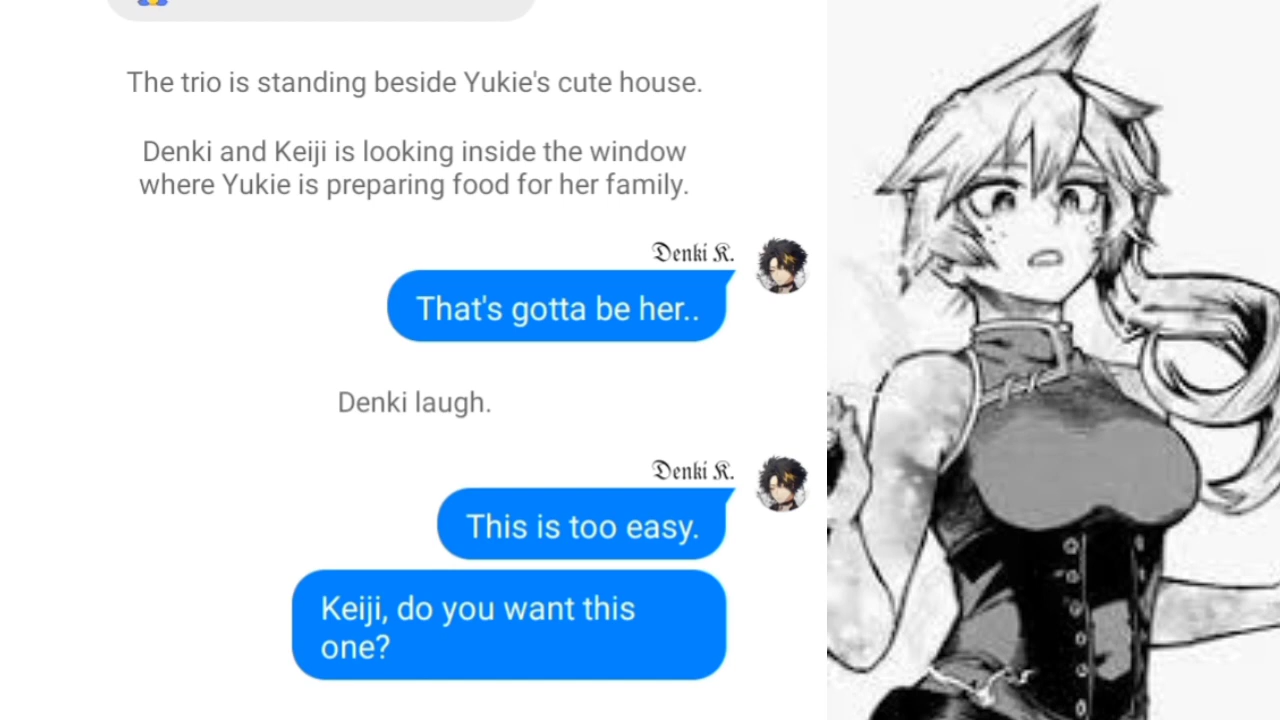 The trio is standing beside Yukie's cute house.
Denki and Keiji is looking inside the window
where Yukie is preparing food for her family.
Denki K.
That's gotta be her..
Denki laugh.
Denki K.
This is too easy.
Keiji, do you want this
one?